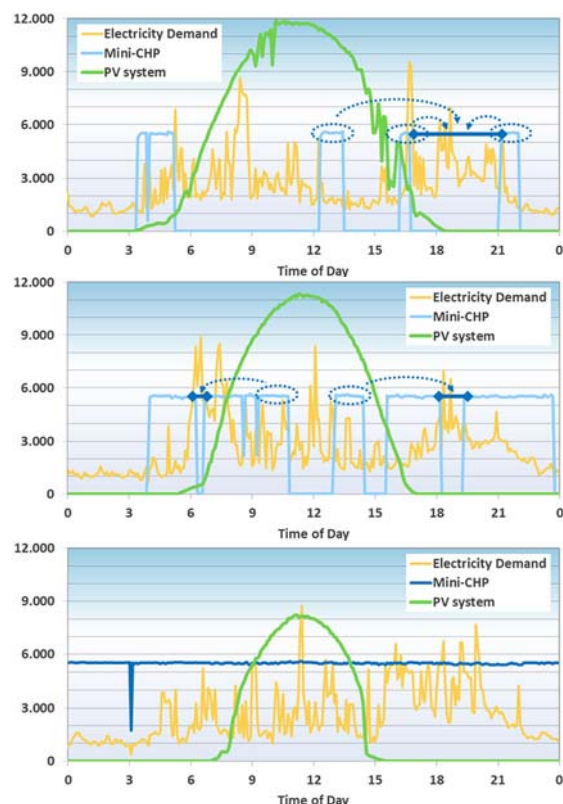 12.000
9.000
6.000
3.000
0
Electricity Demand
Mini-CHP
PV system
0 3 6 9 12 15 18 21 0
Time of Day
12.000
9.000
6.000
3.000
0
Electricity Demand
Mini-CHP
PV system
0 3 6 9 12 15 18 21 0
Time of Day
12.000
9.000
6.000
3.000
0
Electricity Demand
Mini-CHP
PV system
0 3 6 9 12 15 18 21 0
Time of Day